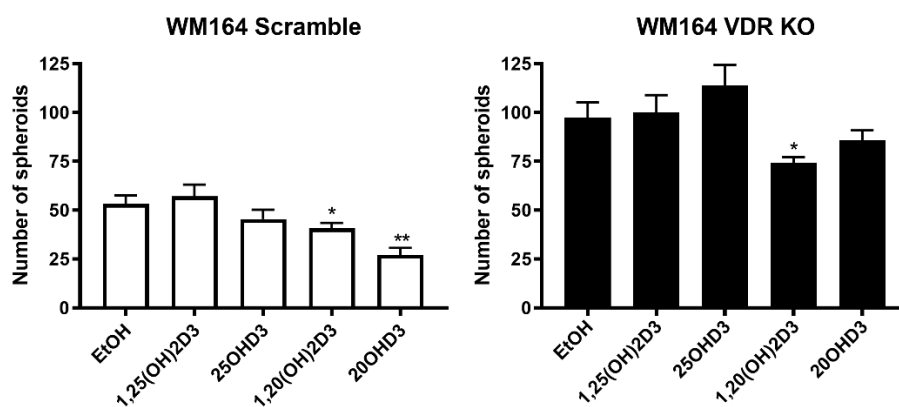 WM164 Scramble
Number of spheroids
125
100
75
50
25
0
*
**
EtOH
1,25(OH)2D3
25OHD3
1,20(OH)2D3
20OHD3
WM164 VDR KO
Number of spheroids
125
100
75
50
25
0
*
EtOH
1,25(OH)2D3
25OHD3
1,20(OH)2D3
20OHD3